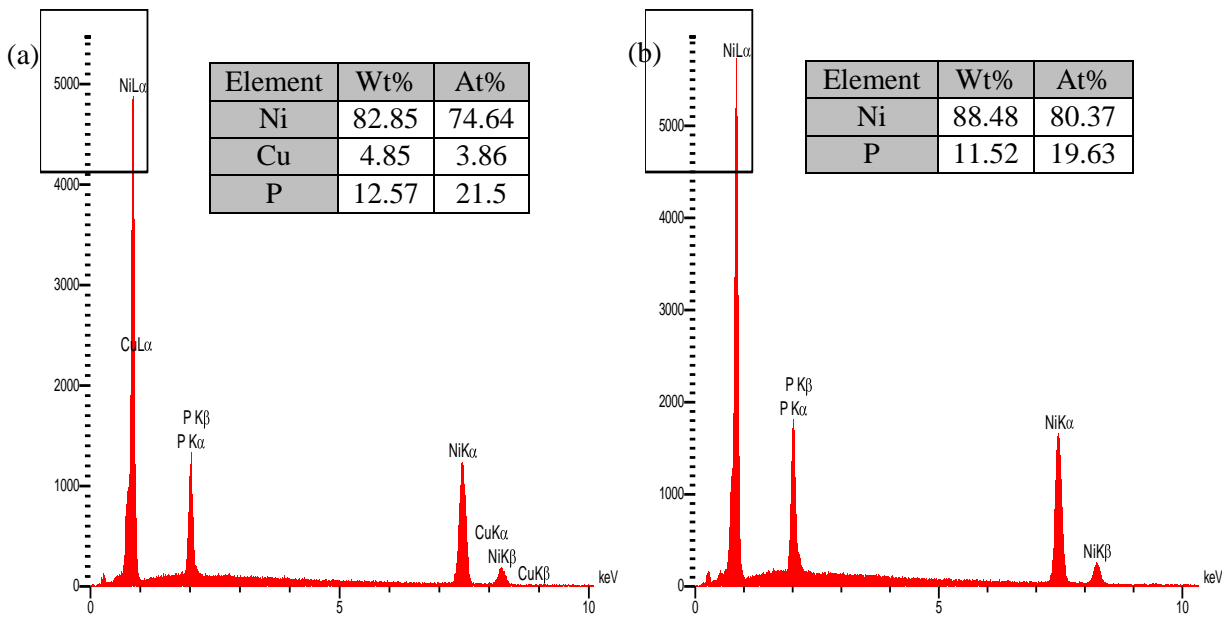 (a)
NiLα
Element Wt% At%
Ni 82.85 74.64
Cu 4.85 3.86
P 12.57 21.5
5000
4000
3000
CuLα
2000
P Kβ
P Kα
NiKα
1000
CuKα
NiKβ
CuKβ
0
keV
0 5 10
(b)
NiLα
Element Wt% At%
Ni 88.48 80.37
P 11.52 19.63
5000
4000
3000
P Kβ
2000
P Kα
NiKα
1000
NiKβ
0
keV
0 5 10